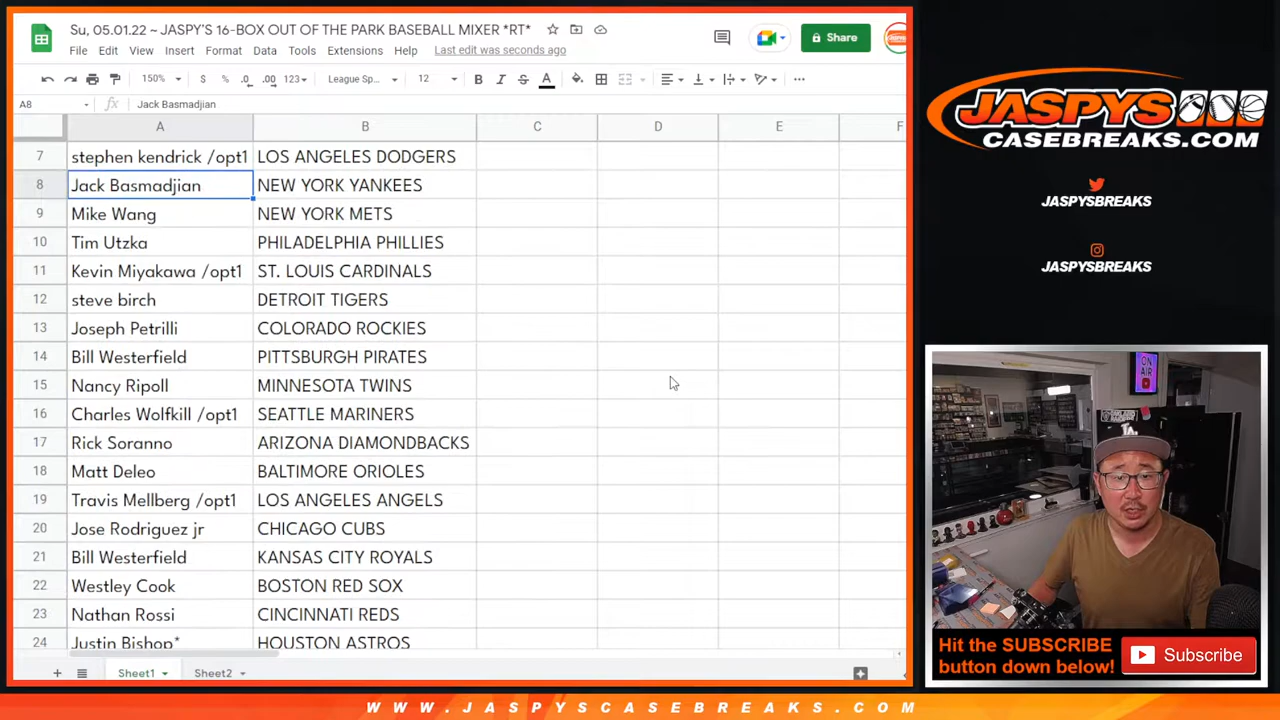 Su, 05.01.22 ~ JASPY'S 16-BOX OUT OF THE PARK BASEBALL MIXER *RT*
File Edit View Insert Format Data Tools Extensions Help Last edit was seconds ago
Share
150% $ % .0 .00 123 League Sp... 12 B I S A
A8 fx Jack Basmadjian
A B C D E F
7 stephen kendrick /opt1 LOS ANGELES DODGERS
8 Jack Basmadjian NEW YORK YANKEES
9 Mike Wang NEW YORK METS
10 Tim Utzka PHILADELPHIA PHILLIES
11 Kevin Miyakawa /opt1 ST. LOUIS CARDINALS
12 steve birch DETROIT TIGERS
13 Joseph Petrilli COLORADO ROCKIES
14 Bill Westerfield PITTSBURGH PIRATES
15 Nancy Ripoll MINNESOTA TWINS
16 Charles Wolfkill /opt1 SEATTLE MARINERS
17 Rick Soranno ARIZONA DIAMONDBACKS
18 Matt Deleo BALTIMORE ORIOLES
19 Travis Mellberg /opt1 LOS ANGELES ANGELS
20 Jose Rodriguez jr CHICAGO CUBS
21 Bill Westerfield KANSAS CITY ROYALS
22 Westley Cook BOSTON RED SOX
23 Nathan Rossi CINCINNATI REDS
24 Justin Bishop* HOUSTON ASTROS
Sheet1 Sheet2
JASPYS
CASEBREAKS.COM
JASPYSBREAKS
JASPYSBREAKS
ON AIR
LA
Hit the SUBSCRIBE
button down below!
Subscribe
WWW.JASPYSCASEBREAKS.COM